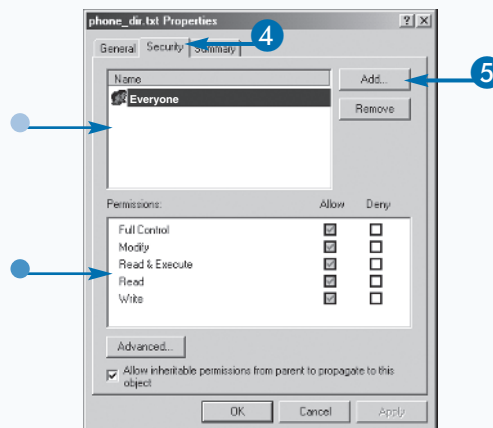 phone_dir.txt Properties
4
General Security Summary
5
Name
Add...
Everyone
Remove
Permissions: Allow Deny
Full Control
Modify
Read & Execute
Read
Write
Advanced...
Allow inheritable permissions from parent to propagate to this
object
OK Cancel Apply